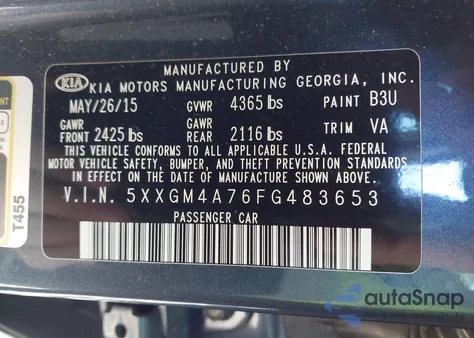 MANUFACTURED BY
KIA KIA MOTORS MANUFACTURING GEORGIA, INC.
MAY/26/15 GVWR 4365 lbs PAINT B3U
GAWR FRONT 2425 lbs GAWR REAR 2116 lbs TRIM VA
THIS VEHICLE CONFORMS TO ALL APPLICABLE U.S.A. FEDERAL
MOTOR VEHICLE SAFETY, BUMPER, AND THEFT PREVENTION STANDARDS
IN EFFECT ON THE DATE OF MANUFACTURE SHOWN ABOVE.
V.I.N. 5XXGM4A76FG483653
PASSENGER CAR
T455
autoSnap